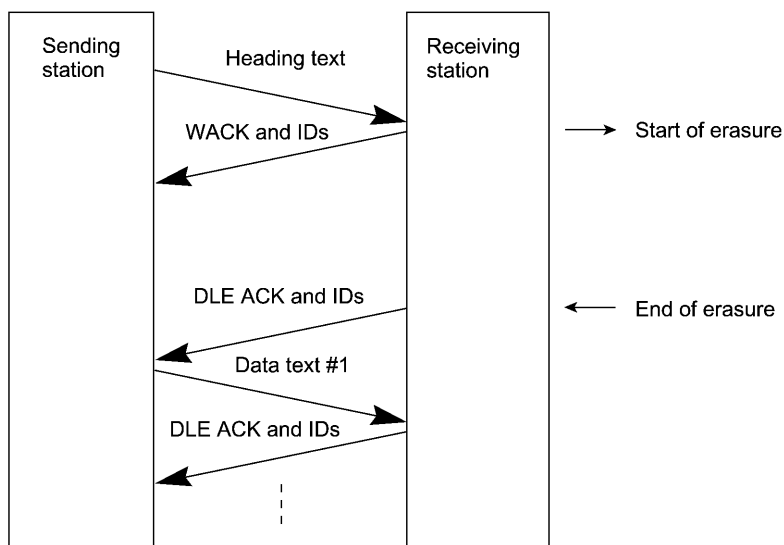 Sending
station
Receiving
station
Heading text
WACK and IDs
Start of erasure
DLE ACK and IDs
End of erasure
Data text #1
DLE ACK and IDs